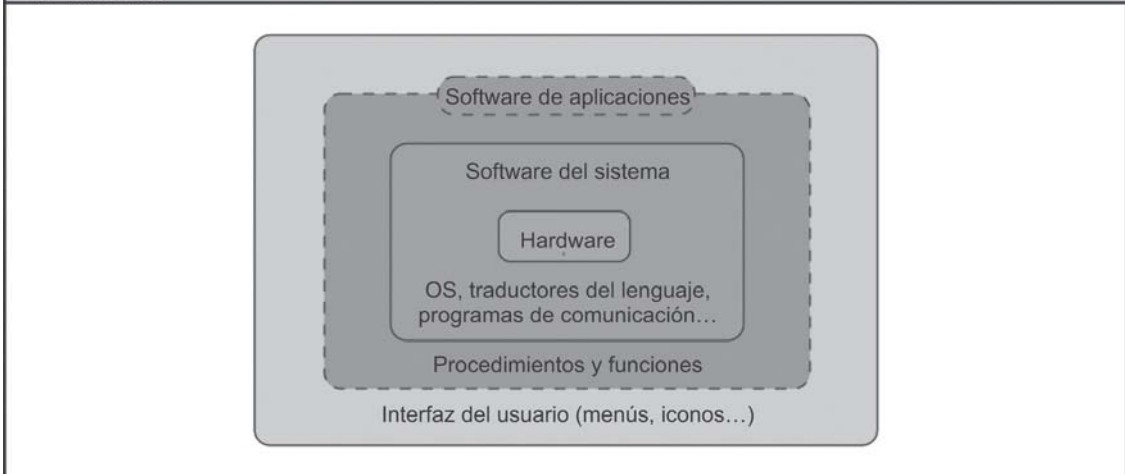 Software de aplicaciones
Software del sistema
Hardware
OS, traductores del lenguaje,
programas de comunicación…
Procedimientos y funciones
Interfaz del usuario (menús, iconos…)